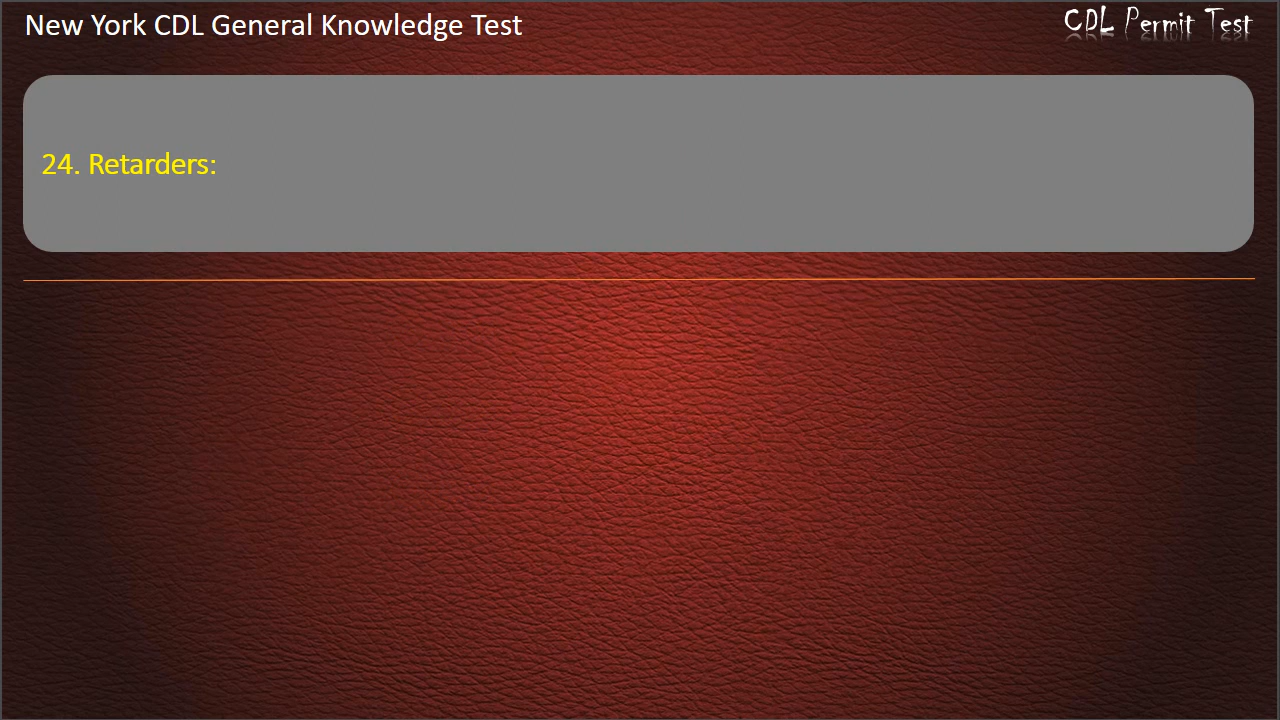 New York CDL General Knowledge Test
CDL Permit Test
24. Retarders: